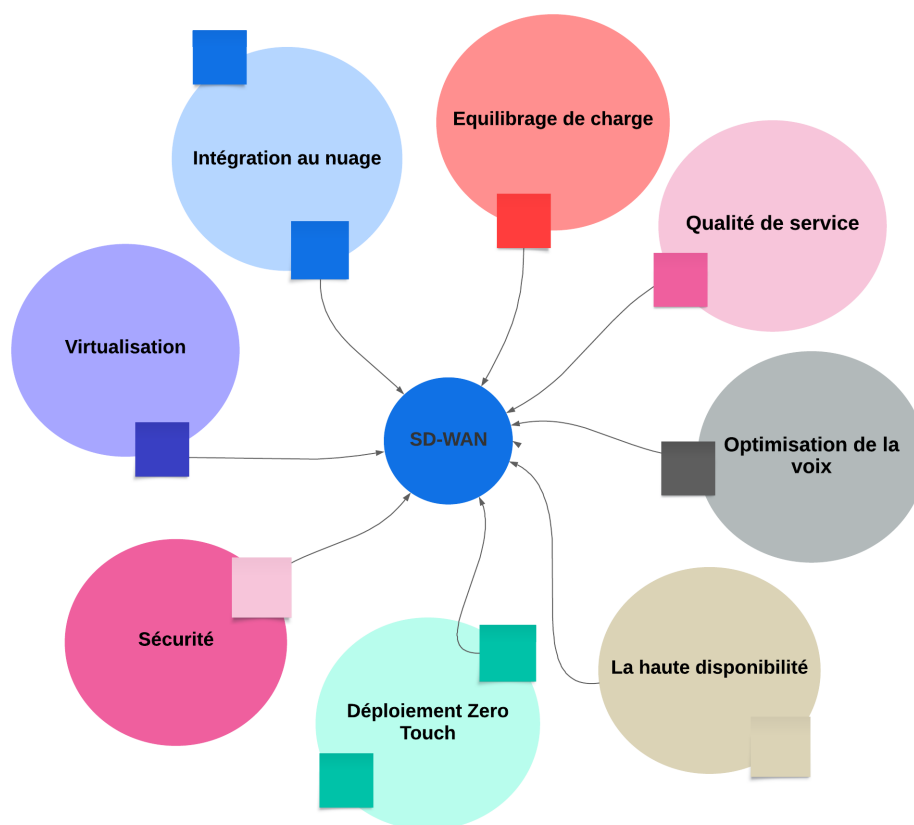 Equilibrage de charge
Intégration au nuage
Qualité de service
Virtualisation
SD-WAN
Optimisation de la
voix
Sécurité
La haute disponibilité
Déploiement Zero
Touch